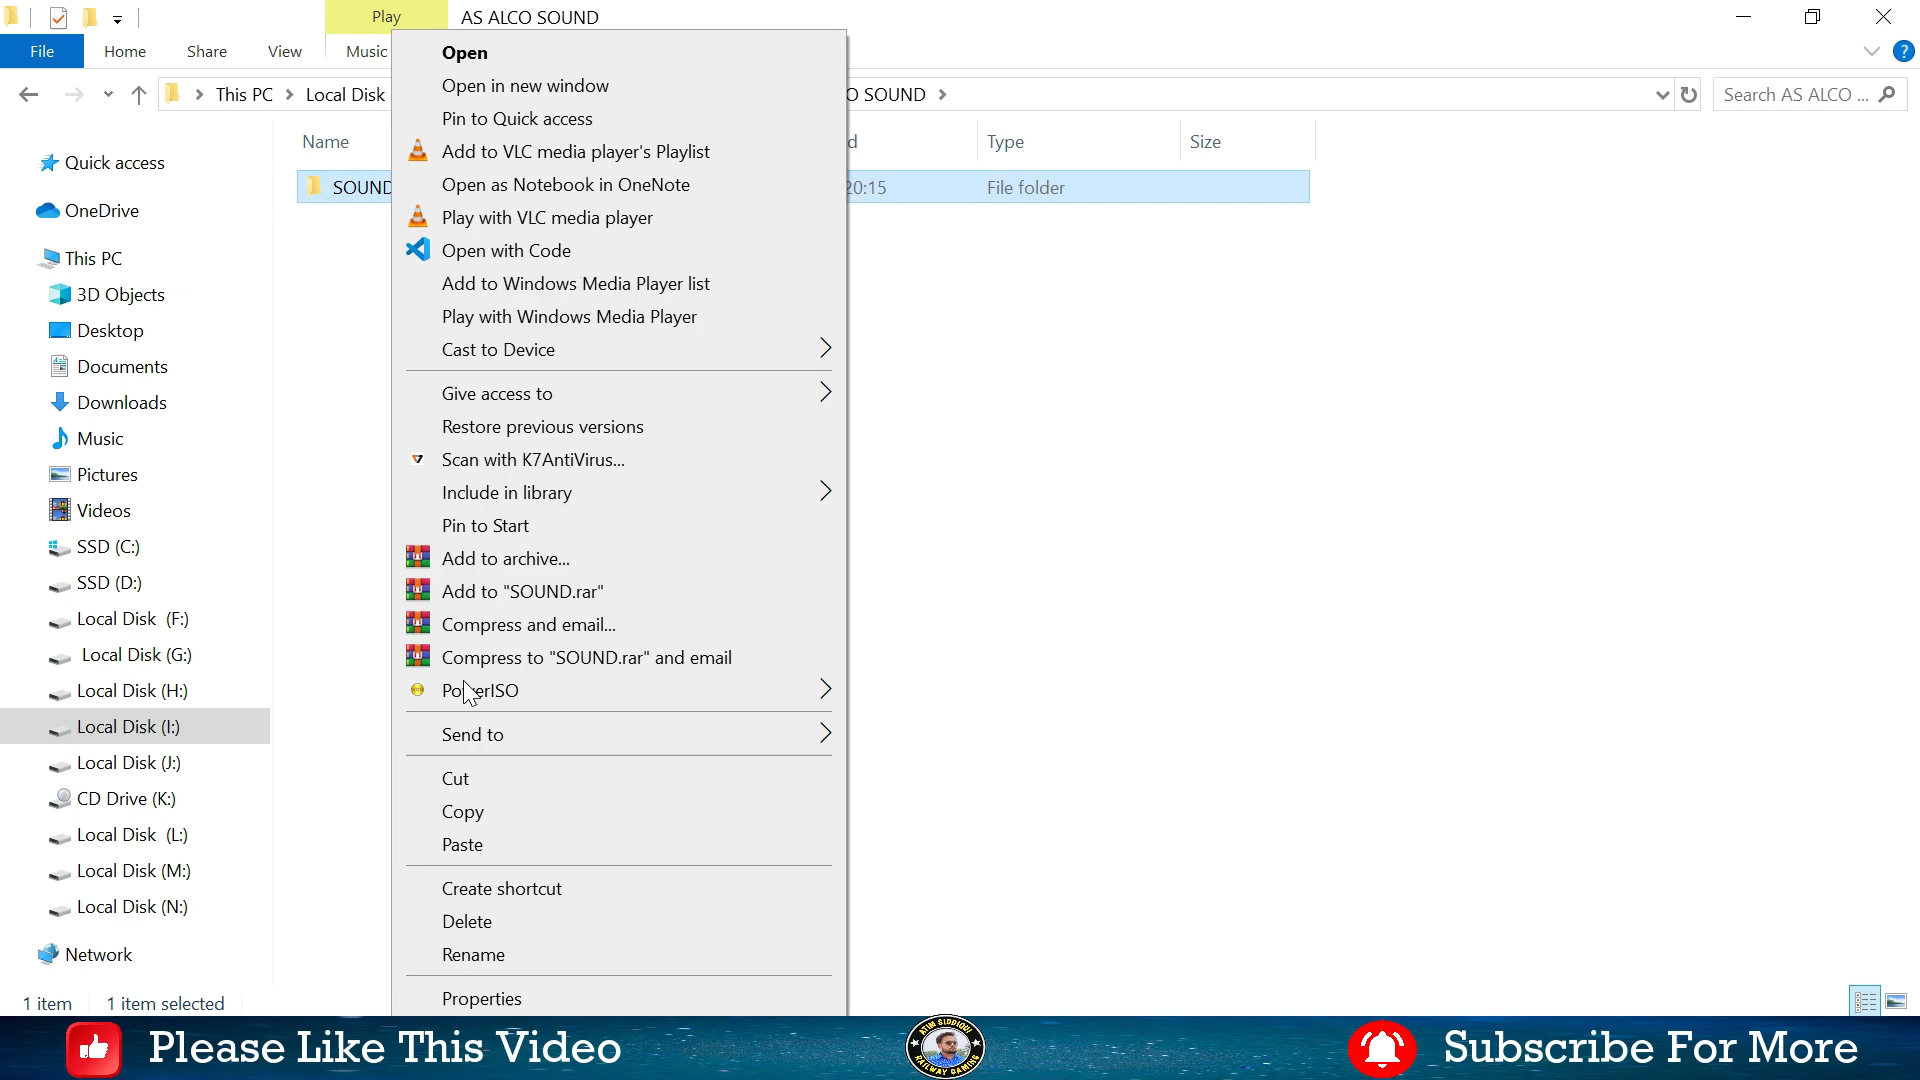 Play
AS ALCO SOUND
File
Home
Share
View
Music
This PC
Local Disk
O SOUND
Search AS ALCO ...
Name
d
Type
Size
SOUND
20:15
File folder
Quick access
OneDrive
This PC
3D Objects
Desktop
Documents
Downloads
Music
Pictures
Videos
SSD (C:)
SSD (D:)
Local Disk (F:)
Local Disk (G:)
Local Disk (H:)
Local Disk (I:)
Local Disk (J:)
CD Drive (K:)
Local Disk (L:)
Local Disk (M:)
Local Disk (N:)
Network
Open
Open in new window
Pin to Quick access
Add to VLC media player's Playlist
Open as Notebook in OneNote
Play with VLC media player
Open with Code
Add to Windows Media Player list
Play with Windows Media Player
Cast to Device
Give access to
Restore previous versions
Scan with K7AntiVirus...
Include in library
Pin to Start
Add to archive...
Add to "SOUND.rar"
Compress and email...
Compress to "SOUND.rar" and email
PowerISO
Send to
Cut
Copy
Paste
Create shortcut
Delete
Rename
Properties
1 item
1 item selected
Please Like This Video
ATIM SIDDIQUI
RAILWAY GAMING
Subscribe For More